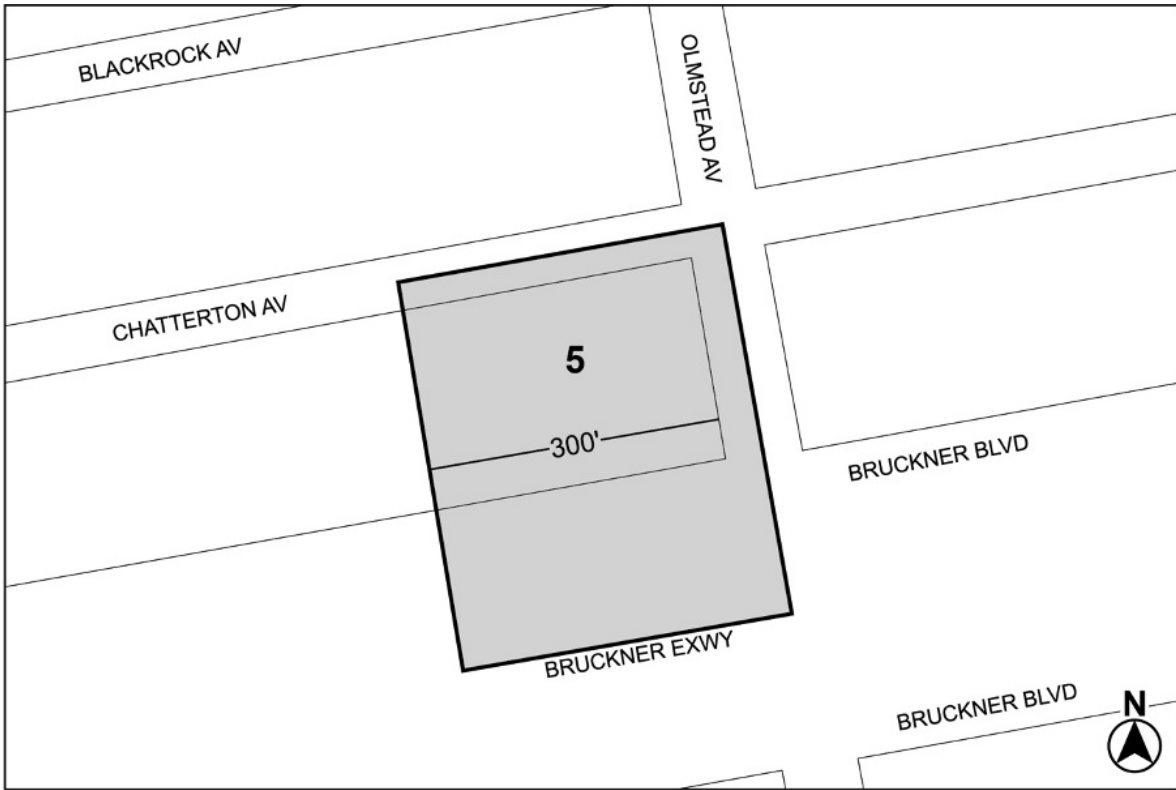 BLACKROCK AV
OLMSTEAD AV
CHATTERTON AV
5
300'
BRUCKNER BLVD
BRUCKNER EXWY
BRUCKNER BLVD
N